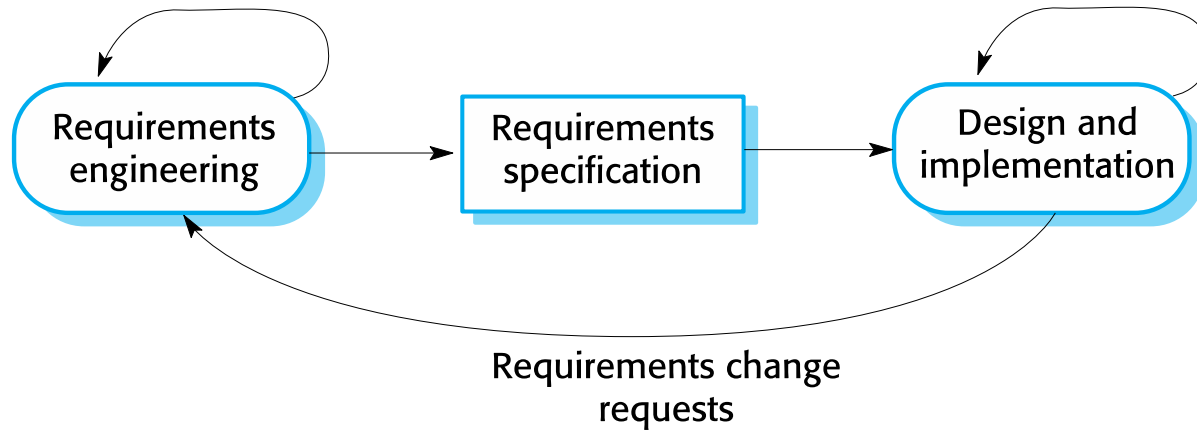 Requirements
engineering
Requirements
specification
Design and
implementation
Requirements change
requests